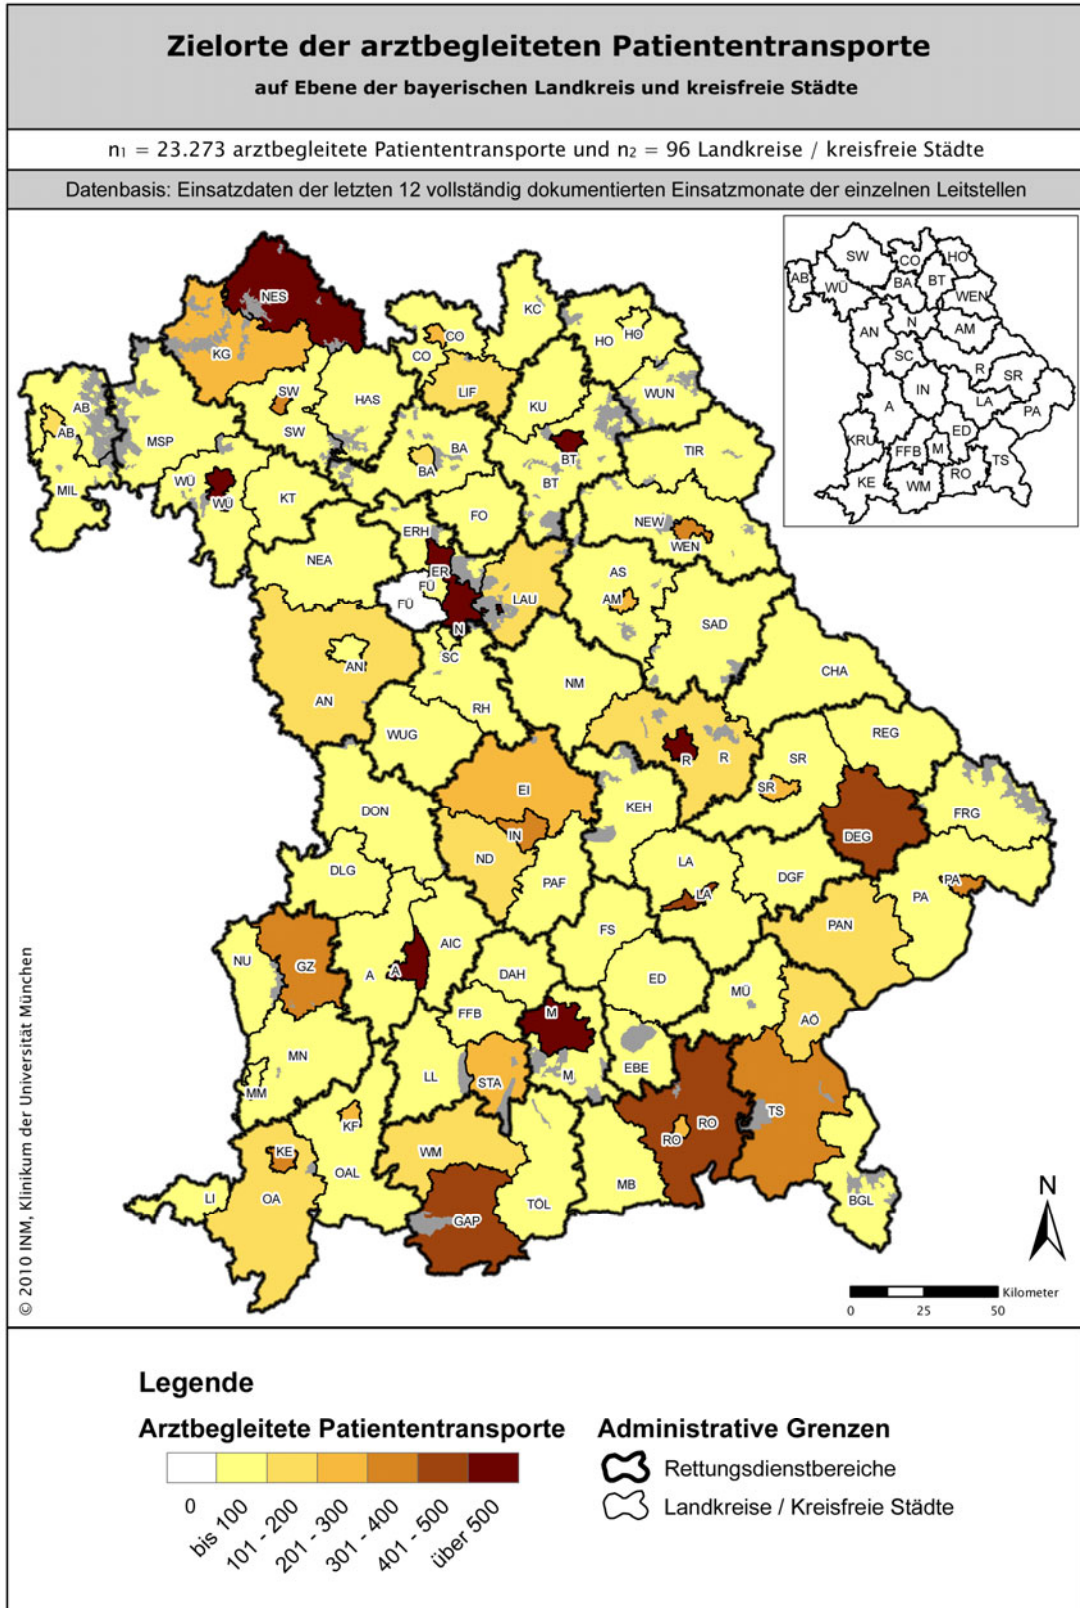 Zielorte der arztbegleiteten Patiententransporte
auf Ebene der bayerischen Landkreis und kreisfreie Städte
n1 = 23.273 arztbegleitete Patiententransporte und n2 = 96 Landkreise / kreisfreie Städte
Datenbasis: Einsatzdaten der letzten 12 vollständig dokumentierten Einsatzmonate der einzelnen Leitstellen
SW CO HO
AB WÜ BA BT
WEN
AN N AM
SC
R SR
A IN LA
PA
KRU FFB M ED
KE WM RO TS
NES
KC
KG CO HO HO
CO
SW HAS LIF KU WUN
AB
AB MSP SW BA BT TIR
WÜ BA
MIL WÜ KT BT
FO NEW
ERH WEN
NEA ER AS
FÜ LAU AM
FÜ
N SAD
AN SC
NM CHA
AN RH
WUG REG
R R SR
EI SR
DON KEH FRG
IN DEG
ND
DLG LA
PAF DGF PA PA
LA
PAN
AIC FS
NU GZ A A
DAH ED
MÜ
FFB M AÖ
MN
LL STA M EBE
MM
KF RO RO TS
KE WM
OAL MB
LI OA TÖL BGL
GAP
N
Kilometer
0 25 50
© 2010 INM, Klinikum der Universität München
Legende
Arztbegleitete Patiententransporte
0
bis 100
101 - 200
201 - 300
301 - 400
401 - 500
über 500
Administrative Grenzen
Rettungsdienstbereiche
Landkreise / Kreisfreie Städte